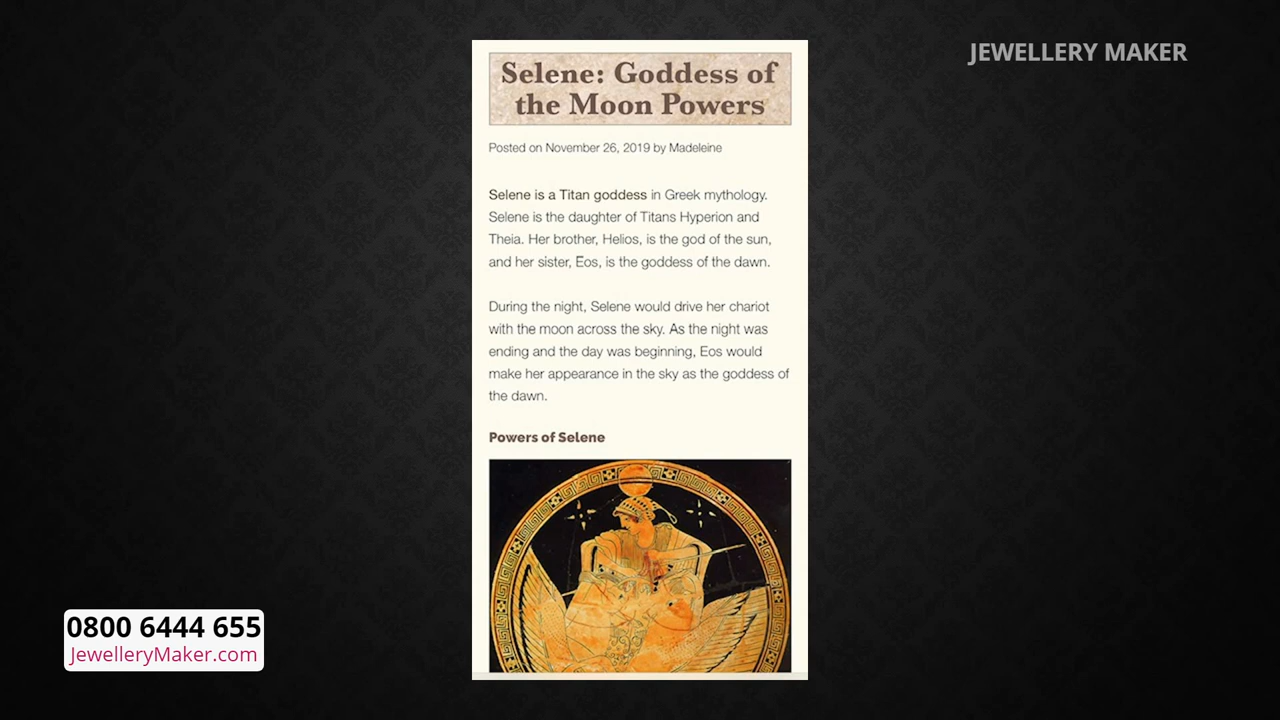 JEWELLERY MAKER
Selene: Goddess of
the Moon Powers
Posted on November 26, 2019 by Madeleine
Selene is a Titan goddess in Greek mythology.
Selene is the daughter of Titans Hyperion and
Theia. Her brother, Helios, is the god of the sun,
and her sister, Eos, is the goddess of the dawn.
During the night, Selene would drive her chariot
with the moon across the sky. As the night was
ending and the day was beginning, Eos would
make her appearance in the sky as the goddess of
the dawn.
Powers of Selene
0800 6444 655
JewelleryMaker.com